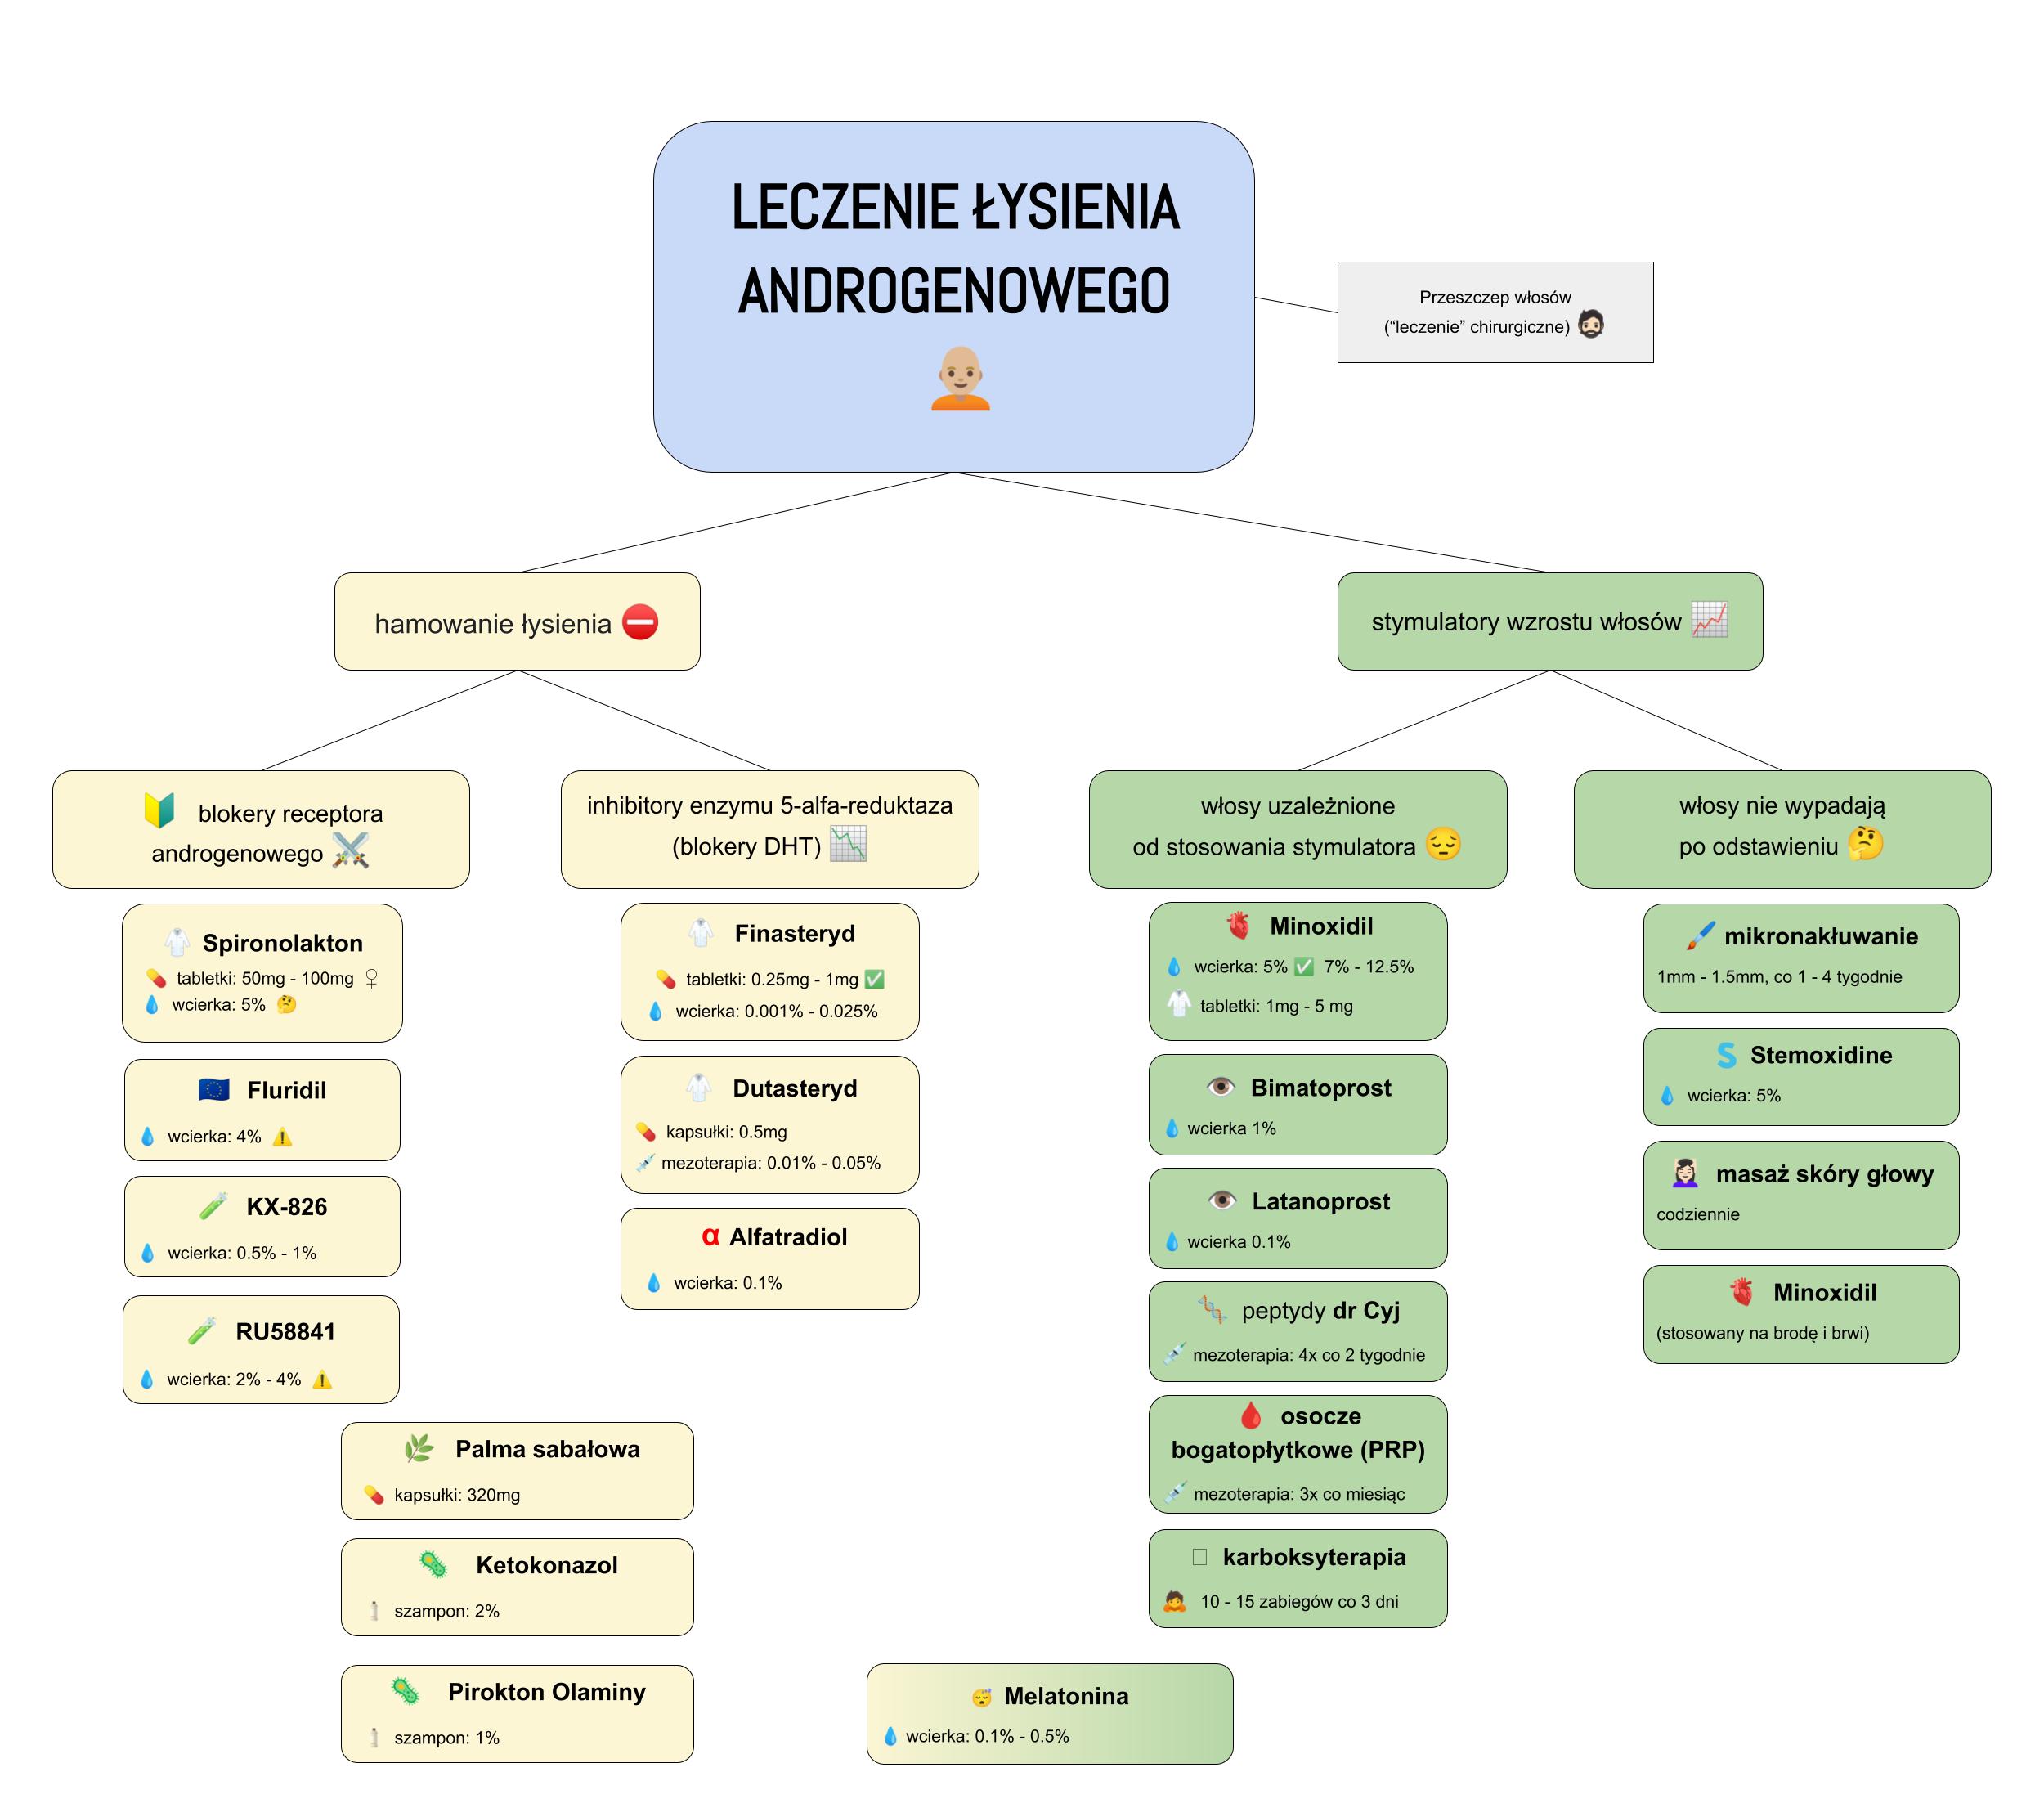 LECZENIE ŁYSIENIA
ANDROGENOWEGO
Przeszczep włosów
(“leczenie” chirurgiczne)
hamowanie łysienia
stymulatory wzrostu włosów
blokery receptora
androgenowego
inhibitory enzymu 5-alfa-reduktaza
(blokery DHT)
włosy uzależnione
od stosowania stymulatora
włosy nie wypadają
po odstawieniu
Spironolakton
tabletki: 50mg - 100mg ♀
wcierka: 5%
Fluridil
wcierka: 4%
KX-826
wcierka: 0.5% - 1%
RU58841
wcierka: 2% - 4%
Finasteryd
tabletki: 0.25mg - 1mg
wcierka: 0.001% - 0.025%
Dutasteryd
kapsułki: 0.5mg
mezoterapia: 0.01% - 0.05%
α Alfatradiol
wcierka: 0.1%
Palma sabałowa
kapsułki: 320mg
Ketokonazol
szampon: 2%
Pirokton Olaminy
szampon: 1%
Melatonina
wcierka: 0.1% - 0.5%
Minoxidil
wcierka: 5% ✅ 7% - 12.5%
tabletki: 1mg - 5 mg
Bimatoprost
wcierka 1%
Latanoprost
wcierka 0.1%
peptydy dr Cyj
mezoterapia: 4x co 2 tygodnie
osocze
bogatopłytkowe (PRP)
mezoterapia: 3x co miesiąc
karboksyterapia
10 - 15 zabiegów co 3 dni
mikronakłuwanie
1mm - 1.5mm, co 1 - 4 tygodnie
S Stemoxidine
wcierka: 5%
masaż skóry głowy
codziennie
Minoxidil
(stosowany na brodę i brwi)